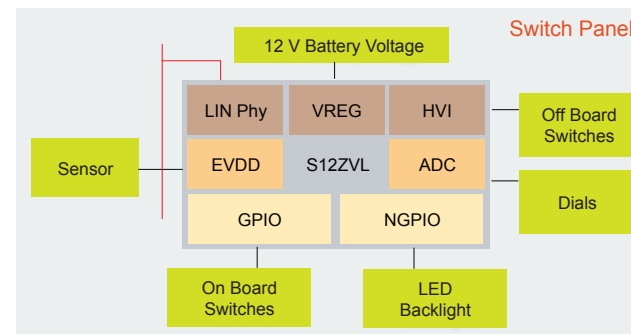 Switch Panel
12 V Battery Voltage
LIN Phy
VREG
HVI
Off Board
Switches
Sensor
EVDD
S12ZVL
ADC
Dials
GPIO
NGPIO
On Board
Switches
LED
Backlight